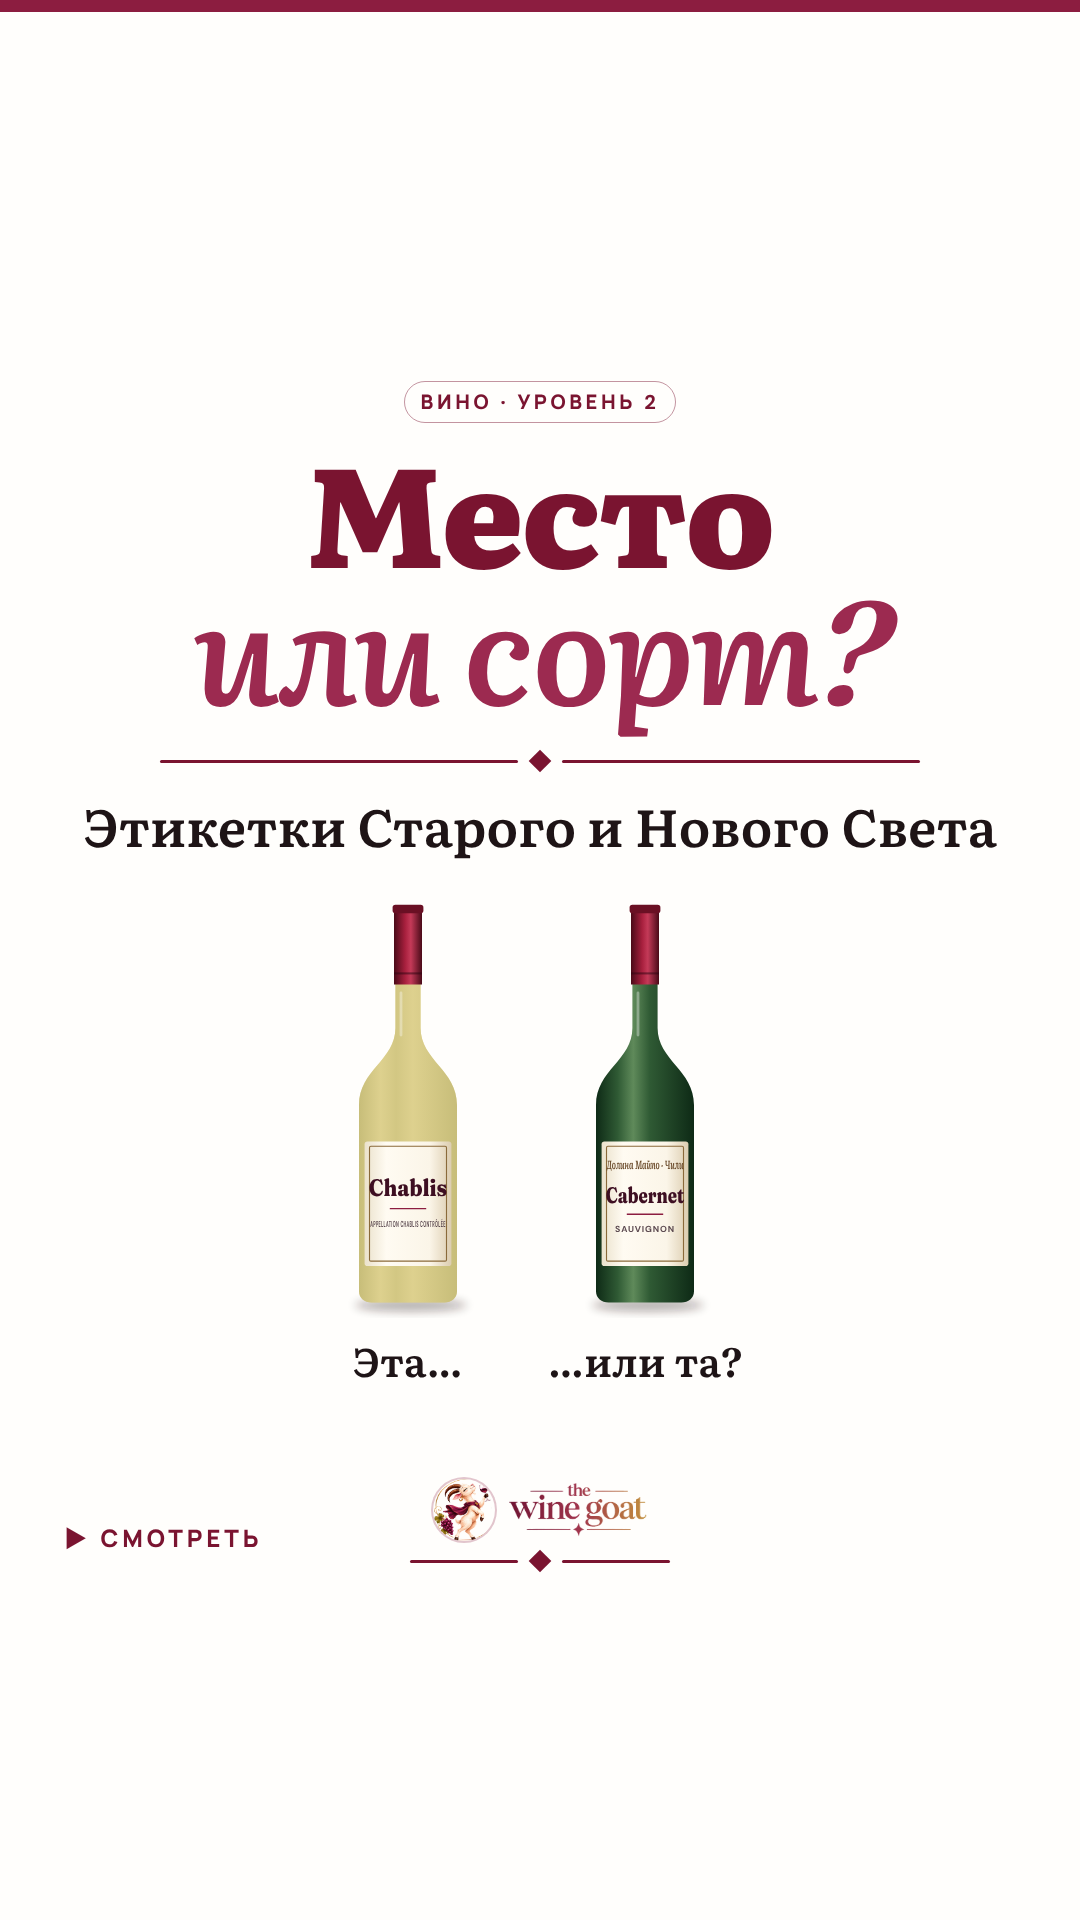 ВИНО · УРОВЕНЬ 2
Место
или сорт?
Этикетки Старого и Нового Света
Chablis
APPELLATION CHABLIS CONTRÔLÉE
Долина Майпо · Чили
Cabernet
SAUVIGNON
Эта...
...или та?
СМОТРЕТЬ
the
wine goat